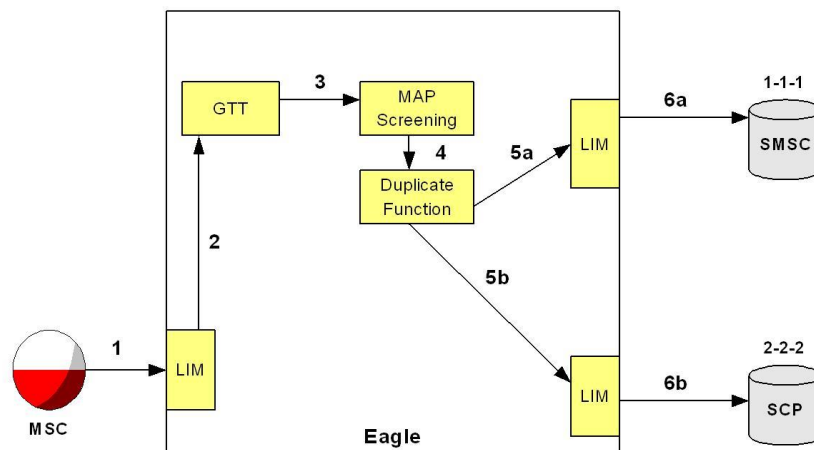 3
GTT
MAP
Screening
1-1-1
6a
SMSC
LIM
4
5a
Duplicate
Function
2
5b
1
LIM
MSC
2-2-2
LIM
6b
SCP
Eagle